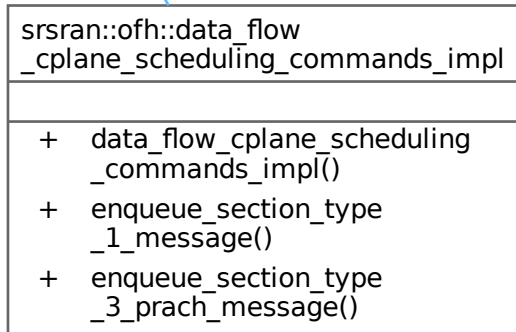 srsran::ofh::data_flow
_cplane_scheduling_commands_impl
+ data_flow_cplane_scheduling
_commands_impl()
+ enqueue_section_type
_1_message()
+ enqueue_section_type
_3_prach_message()